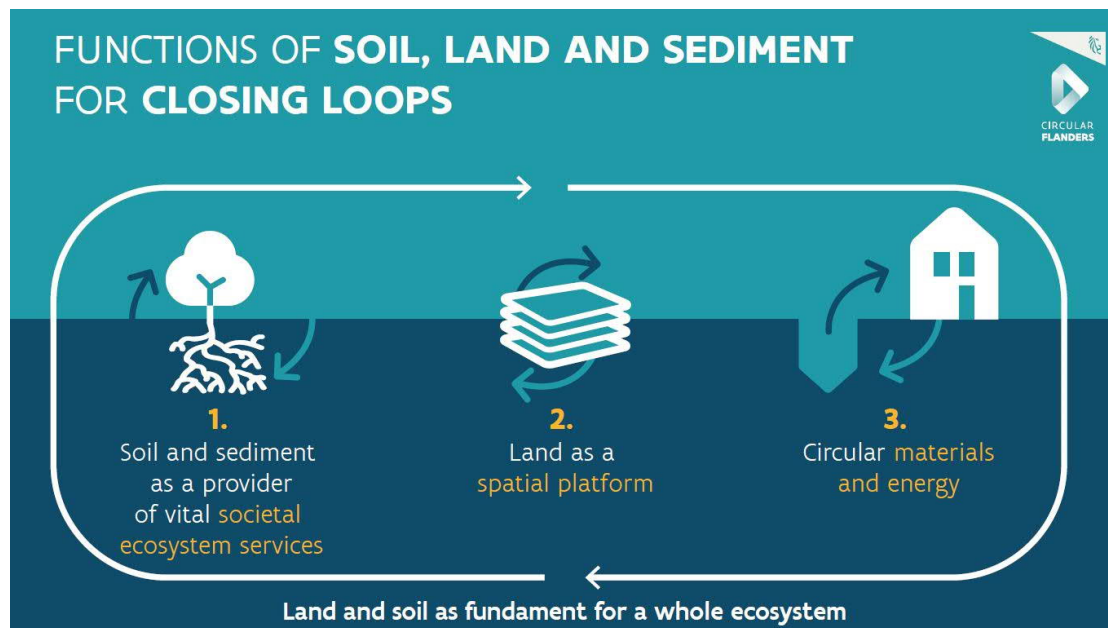 FUNCTIONS OF SOIL, LAND AND SEDIMENT
FOR CLOSING LOOPS
CIRCULAR
FLANDERS
1.
Soil and sediment
as a provider
of vital societal
ecosystem services
2.
Land as a
spatial platform
3.
Circular materials
and energy
Land and soil as fundament for a whole ecosystem